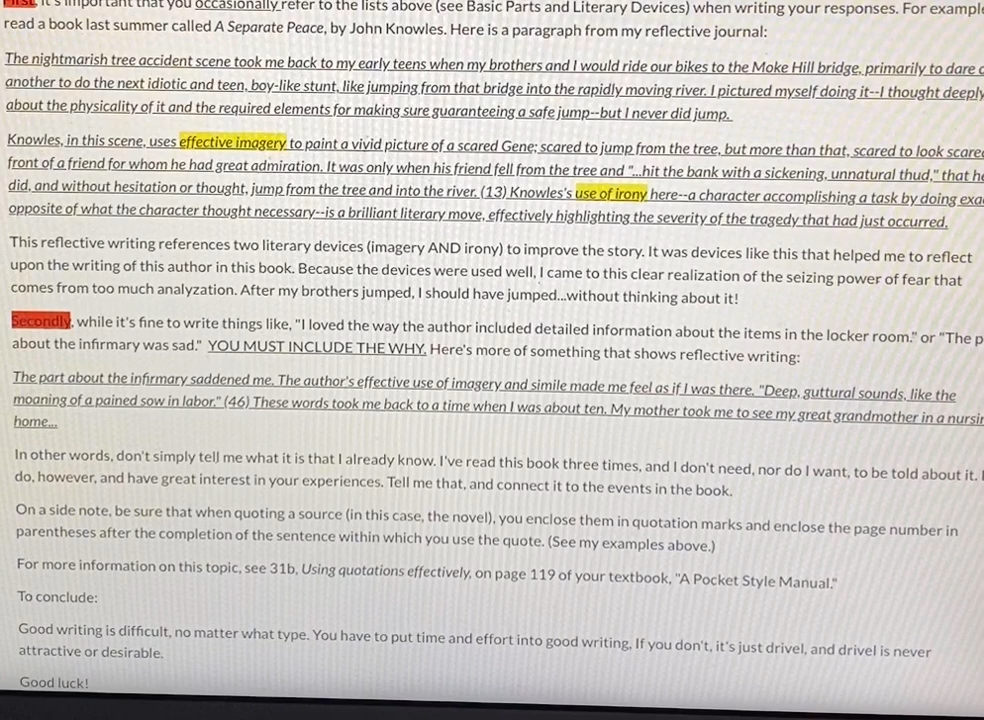 First, it's important that you occasionally refer to the lists above (see Basic Parts and Literary Devices) when writing your responses. For example
read a book last summer called A Separate Peace, by John Knowles. Here is a paragraph from my reflective journal:
The nightmarish tree accident scene took me back to my early teens when my brothers and I would ride our bikes to the Moke Hill bridge, primarily to dare
another to do the next idiotic and teen, boy-like stunt, like jumping from that bridge into the rapidly moving river. I pictured myself doing it--I thought deeply
about the physicality of it and the required elements for making sure guaranteeing a safe jump--but I never did jump.
Knowles, in this scene, uses effective imagery to paint a vivid picture of a scared Gene; scared to jump from the tree, but more than that, scared to look scared
front of a friend for whom he had great admiration. It was only when his friend fell from the tree and "...hit the bank with a sickening, unnatural thud," that he
did, and without hesitation or thought, jump from the tree and into the river. (13) Knowles's use of irony here--a character accomplishing a task by doing
opposite of what the character thought necessary--is a brilliant literary move, effectively highlighting the severity of the tragedy that had just occurred.
This reflective writing references two literary devices (imagery AND irony) to improve the story. It was devices like this that helped me to reflect
upon the writing of this author in this book. Because the devices were used well, I came to this clear realization of the seizing power of fear that
comes from too much analyzation. After my brothers jumped, I should have jumped...without thinking about it!
Secondly, while it's fine to write things like, "I loved the way the author included detailed information about the items in the locker room." or "The
about the infirmary was sad." YOU MUST INCLUDE THE WHY. Here's more of something that shows reflective writing:
The part about the infirmary saddened me. The author's effective use of imagery and simile made me feel as if I was there. "Deep, guttural sounds, like the
moaning of a pained sow in labor." (46) These words took me back to a time when I was about ten. My mother took me to see my great grandmother in a
home...
In other words, don't simply tell me what it is that I already know. I've read this book three times, and I don't need, nor do I want, to be told about it. I
do, however, and have great interest in your experiences. Tell me that, and connect it to the events in the book.
On a side note, be sure that when quoting a source (in this case, the novel), you enclose them in quotation marks and enclose the page number in
parentheses after the completion of the sentence within which you use the quote. (See my examples above.)
For more information on this topic, see 31b, Using quotations effectively, on page 119 of your textbook, "A Pocket Style Manual."
To conclude:
Good writing is difficult, no matter what type. You have to put time and effort into good writing. If you don't, it's just drivel, and drivel is never
attractive or desirable.
Good luck!